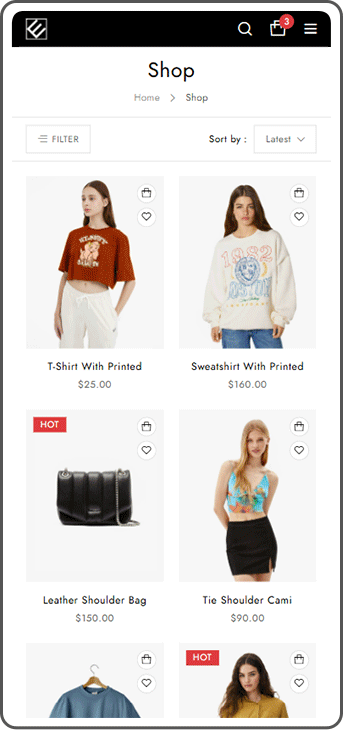 3
Shop
Home > Shop
FILTER
Sort by :
Latest
1982
T-Shirt With Printed
$25.00
Sweatshirt With Printed
$160.00
HOT
Leather Shoulder Bag
$150.00
Tie Shoulder Cami
$90.00
HOT